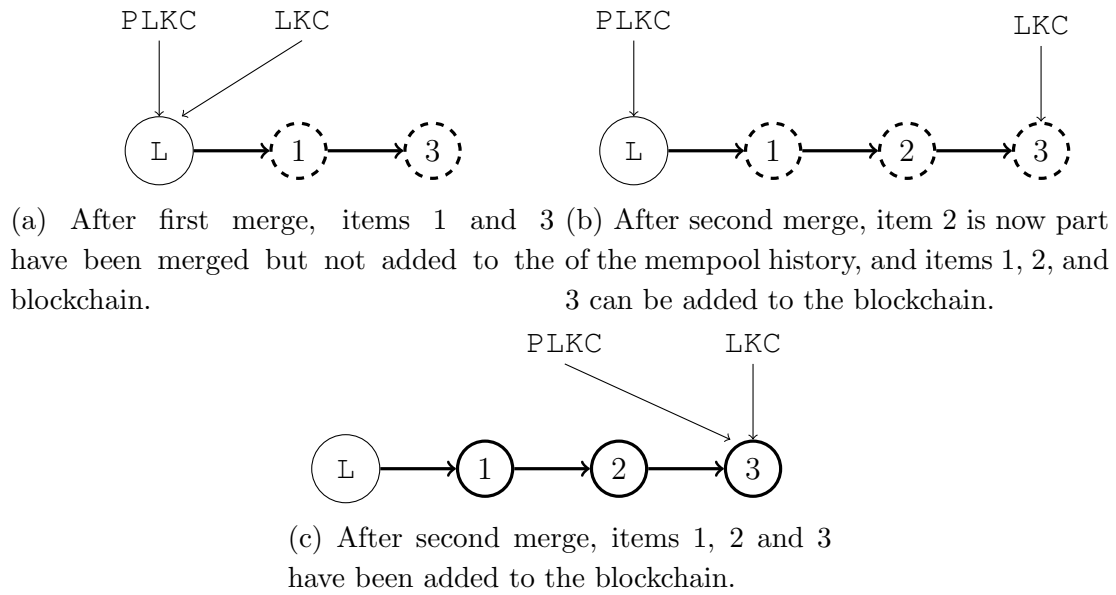 PLKC LKC
L 1 3
(a) After first merge, items 1 and 3
have been merged but not added to the
blockchain.
PLKC LKC
L 1 2 3
(b) After second merge, item 2 is now part
of the mempool history, and items 1, 2, and
3 can be added to the blockchain.
PLKC LKC
L 1 2 3
(c) After second merge, items 1, 2 and 3
have been added to the blockchain.